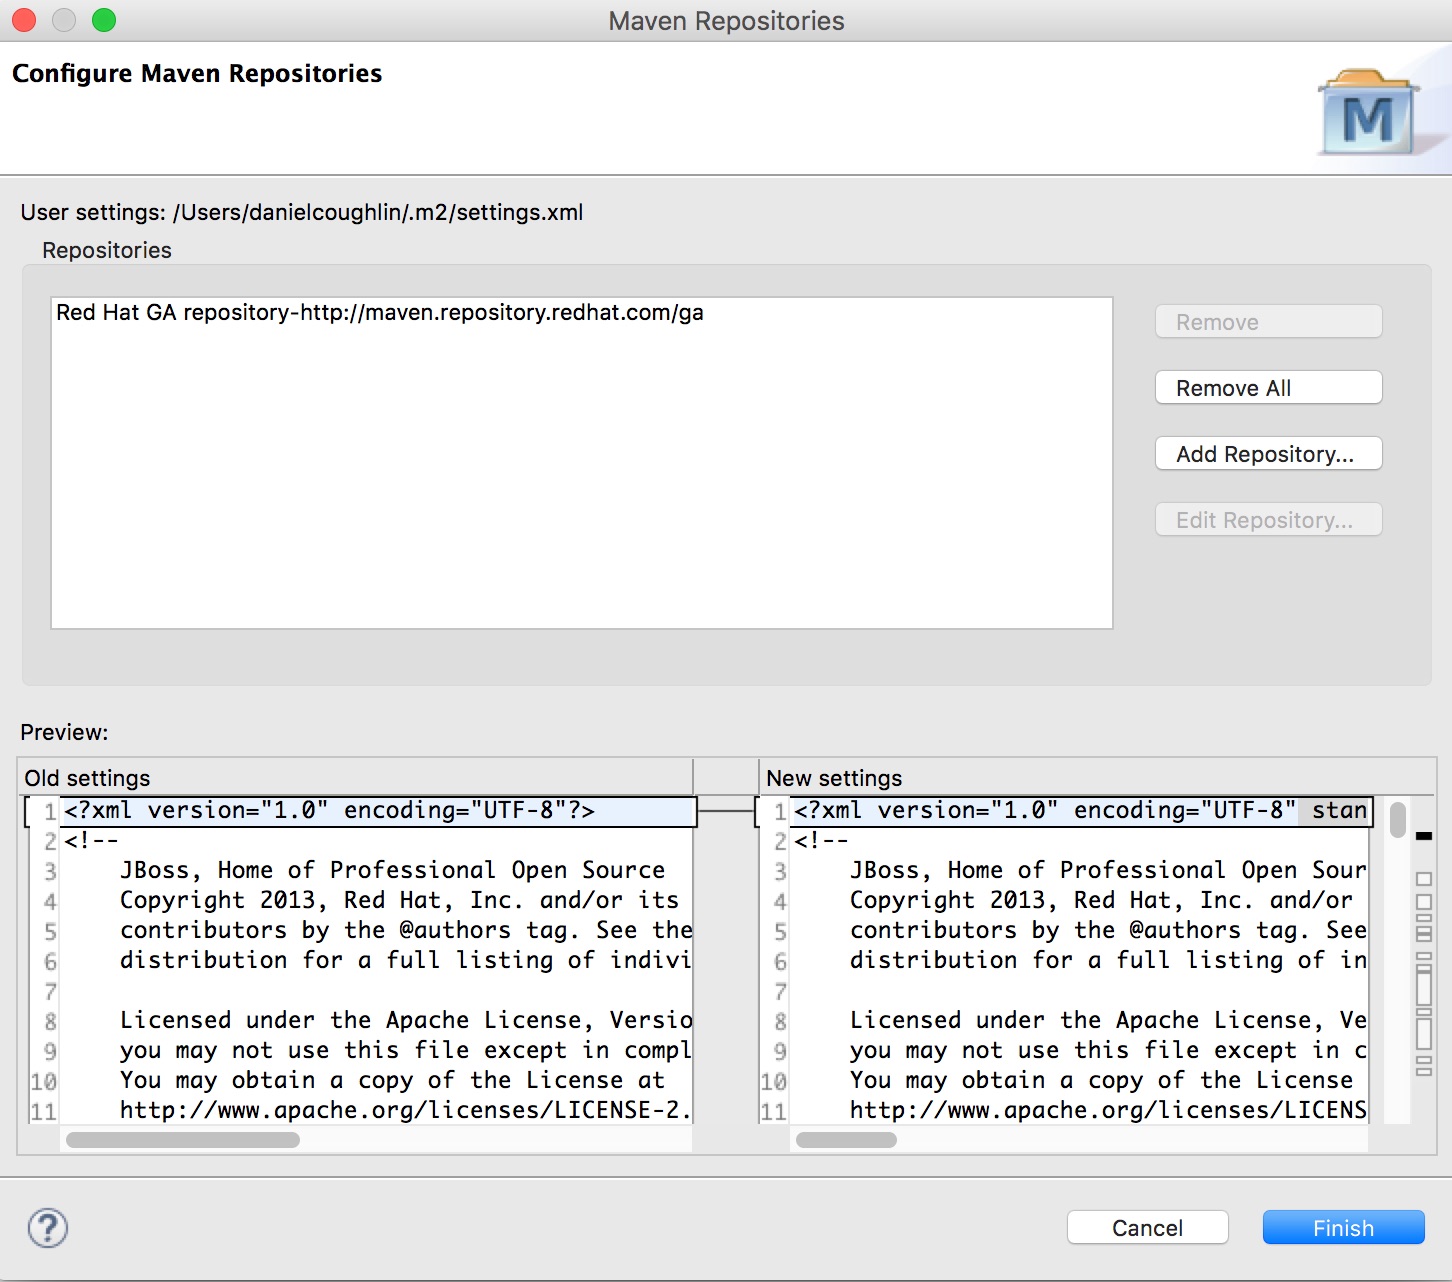 Maven Repositories
Configure Maven Repositories
M
User settings: /Users/danielcoughlin/.m2/settings.xml
Repositories
Red Hat GA repository-http://maven.repository.redhat.com/ga
Remove
Remove All
Add Repository...
Edit Repository...
Preview:
Old settings
1 <?xml version="1.0" encoding="UTF-8"?>
2 <!--
3 JBoss, Home of Professional Open Source
4 Copyright 2013, Red Hat, Inc. and/or its
5 contributors by the @authors tag. See the
6 distribution for a full listing of indivi
7
8 Licensed under the Apache License, Versio
9 you may not use this file except in compl
10 You may obtain a copy of the License at
11 http://www.apache.org/licenses/LICENSE-2.
New settings
1 <?xml version="1.0" encoding="UTF-8" stan
2 <!--
3 JBoss, Home of Professional Open Sour
4 Copyright 2013, Red Hat, Inc. and/or
5 contributors by the @authors tag. See
6 distribution for a full listing of in
7
8 Licensed under the Apache License, Ve
9 you may not use this file except in c
10 You may obtain a copy of the License
11 http://www.apache.org/licenses/LICENS
?
Cancel
Finish